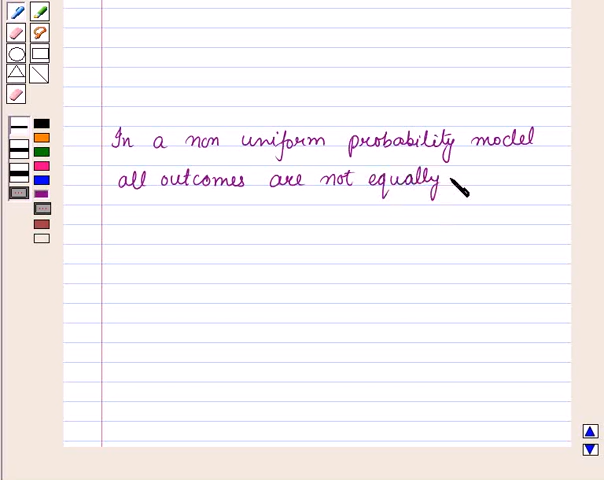 In a non uniform probability model
all outcomes are not equally